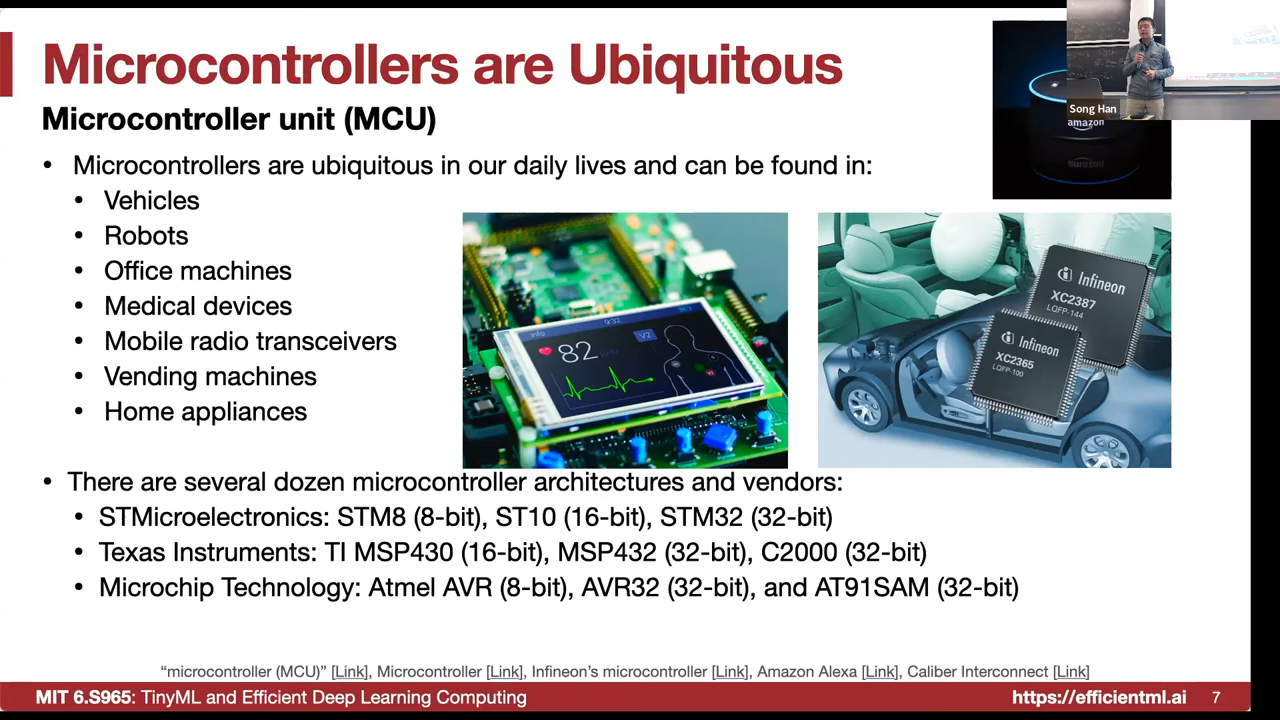 Microcontrollers are Ubiquitous
Microcontroller unit (MCU)
• Microcontrollers are ubiquitous in our daily lives and can be found in:
• Vehicles
• Robots
• Office machines
• Medical devices
• Mobile radio transceivers
• Vending machines
• Home appliances
Song Han
amazon
info
9:32
82
V2
Infineon
XC2387
LQFP-144
Infineon
XC2365
LQFP-100
• There are several dozen microcontroller architectures and vendors:
• STMicroelectronics: STM8 (8-bit), ST10 (16-bit), STM32 (32-bit)
• Texas Instruments: TI MSP430 (16-bit), MSP432 (32-bit), C2000 (32-bit)
• Microchip Technology: Atmel AVR (8-bit), AVR32 (32-bit), and AT91SAM (32-bit)
“microcontroller (MCU)” [Link], Microcontroller [Link], Infineon’s microcontroller [Link], Amazon Alexa [Link], Caliber Interconnect [Link]
MIT 6.S965: TinyML and Efficient Deep Learning Computing
https://efficientml.ai
7